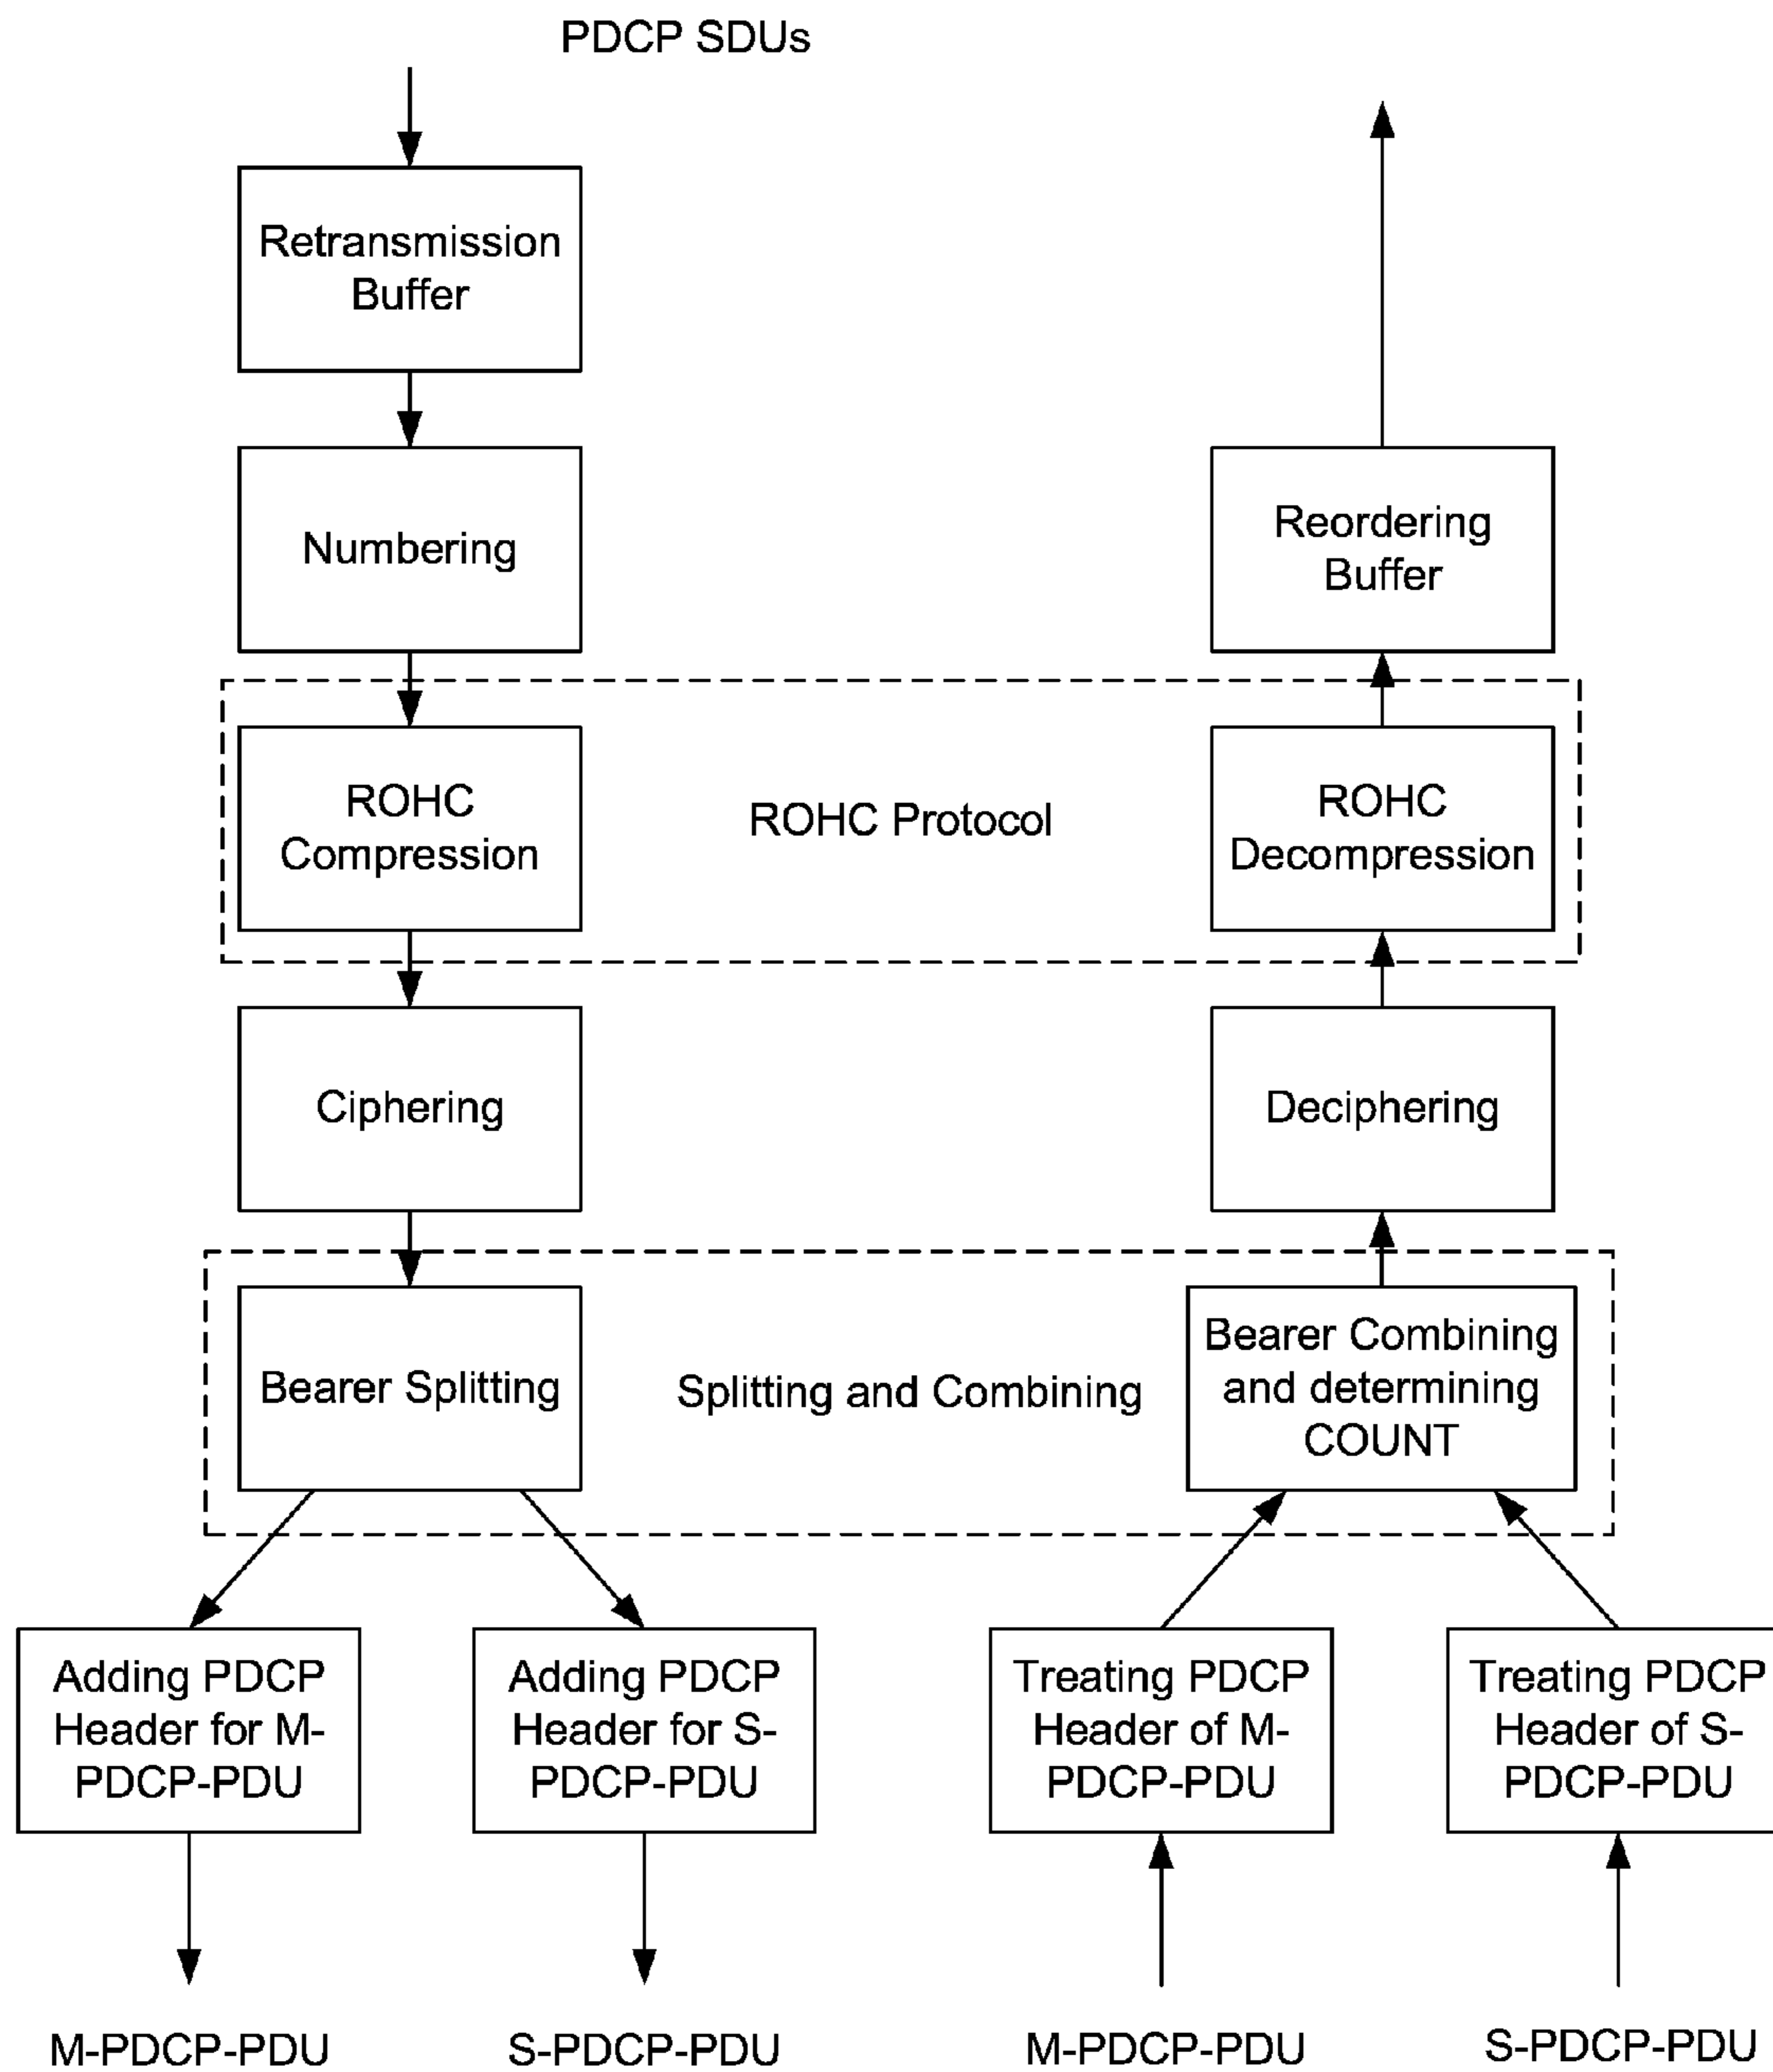 PDCP SDUs
Retransmission
Buffer
Numbering
Reordering
Buffer
ROHC
Compression
ROHC Protocol
ROHC
Decompression
Ciphering
Deciphering
Bearer Splitting
Splitting and Combining
Bearer Combining
and determining
COUNT
Adding PDCP
Header for M-
PDCP-PDU
Adding PDCP
Header for S-
PDCP-PDU
Treating PDCP
Header of M-
PDCP-PDU
Treating PDCP
Header of S-
PDCP-PDU
M-PDCP-PDU
S-PDCP-PDU
M-PDCP-PDU
S-PDCP-PDU